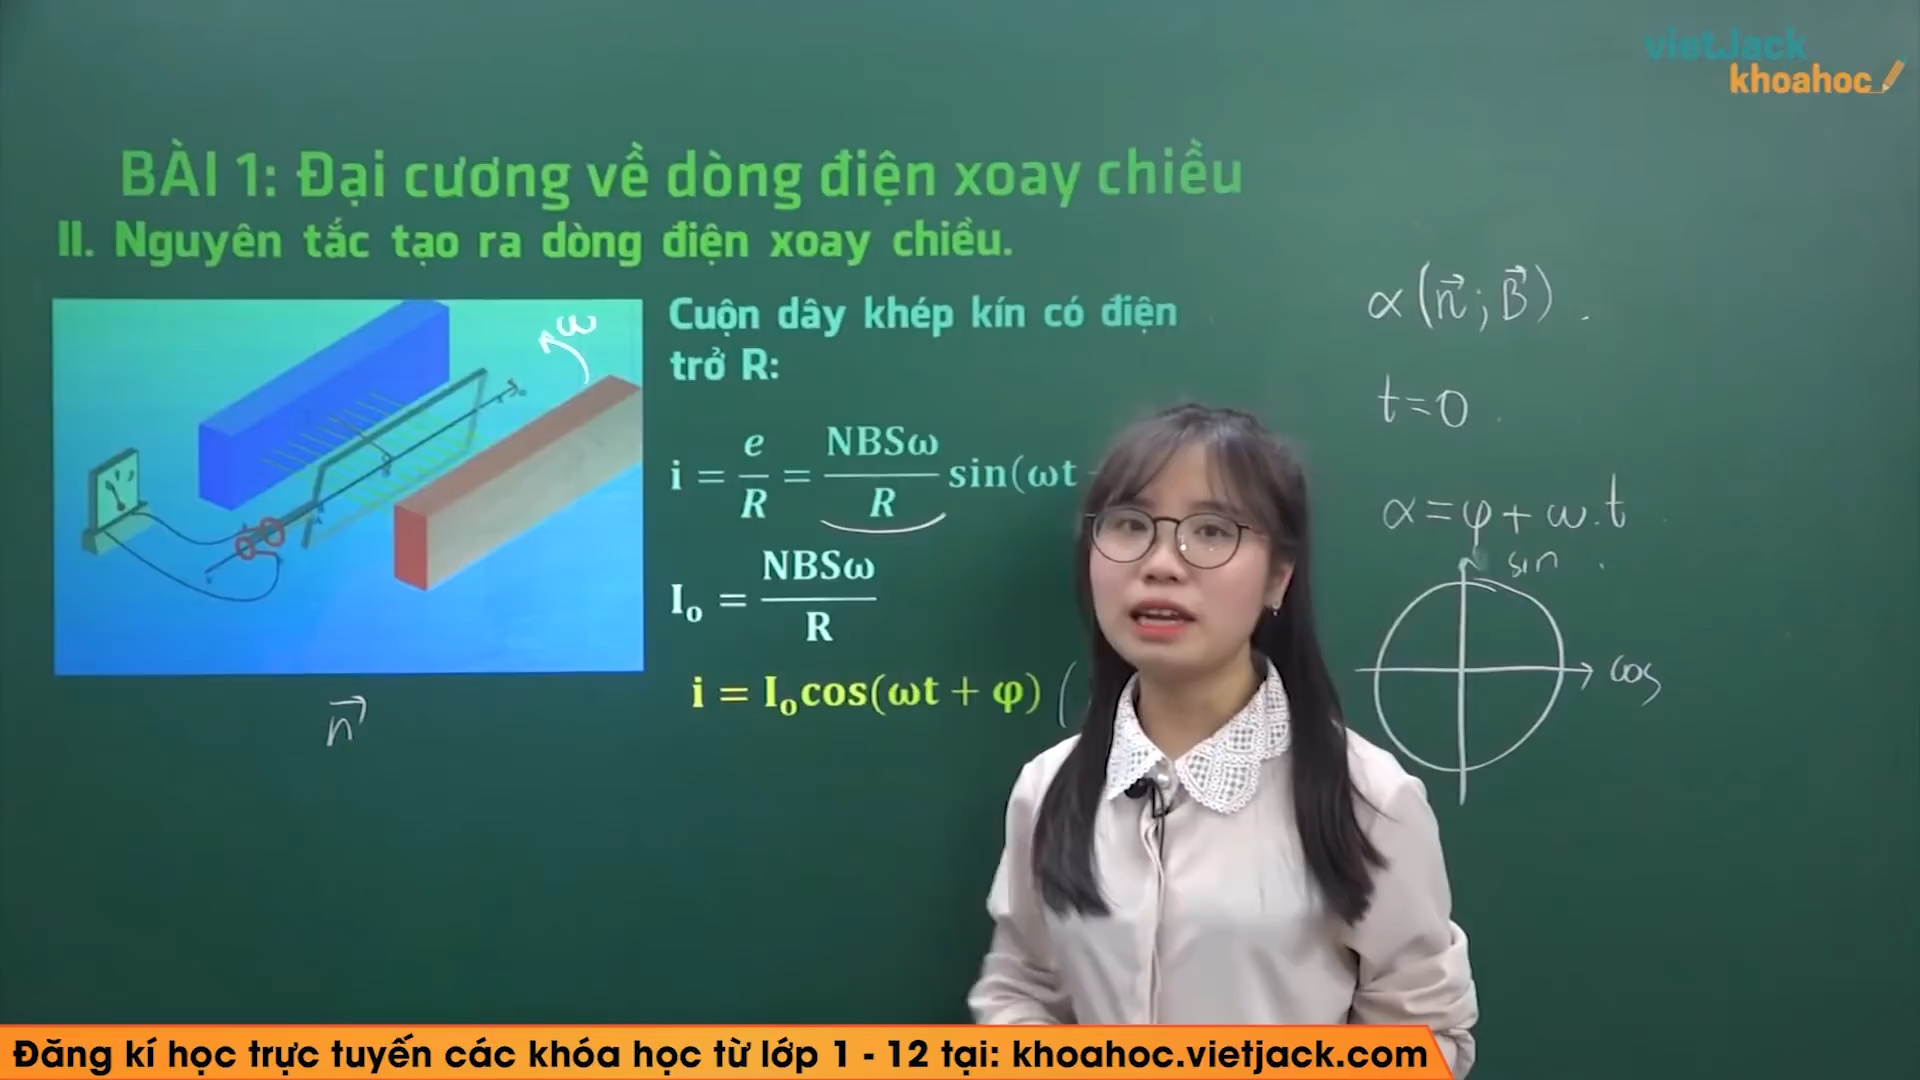 vietJack
khoahoc
BÀI 1: Đại cương về dòng điện xoay chiều
II. Nguyên tắc tạo ra dòng điện xoay chiều.
ω
Cuộn dây khép kín có điện
trở R:
i = e/R = NBSω/R sin(ωt
I₀ = NBSω/R
i = I₀cos(ωt + φ) (
n⃗
α(n⃗; B⃗).
t=0
α=φ+ω.t
sin
cos
Đăng kí học trực tuyến các khóa học từ lớp 1 - 12 tại: khoahoc.vietjack.com